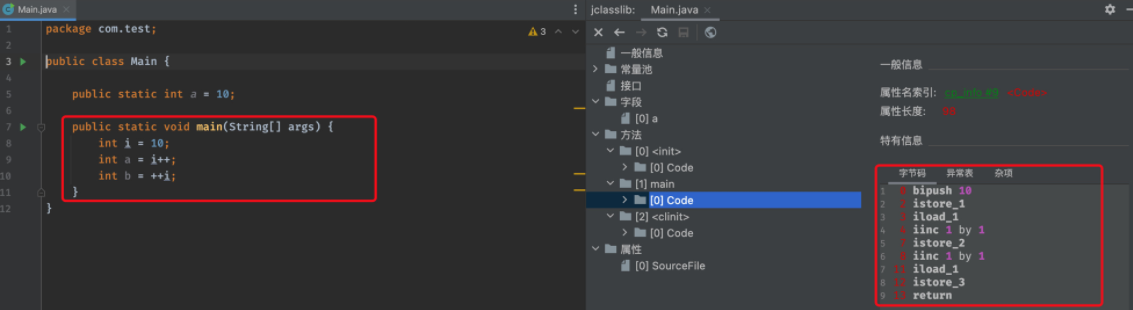 Main.java
1 package com.test;
2
3 public class Main {
4
5 public static int a = 10;
6
7 public static void main(String[] args) {
8 int i = 10;
9 int a = i++;
10 int b = ++i;
11 }
12 }
3
jclasslib: Main.java
一般信息
常量池
接口
字段
[0] a
方法
[0] <init>
[0] Code
[1] main
[0] Code
[2] <clinit>
[0] Code
属性
[0] SourceFile
一般信息
属性名索引: cp_info #9 <Code>
属性长度:
特有信息
字节码 异常表 杂项
1 0 bipush 10
2 2 istore_1
3 3 iload_1
4 4 iinc 1 by 1
5 7 istore_2
6 8 iinc 1 by 1
7 11 iload_1
8 12 istore_3
9 13 return